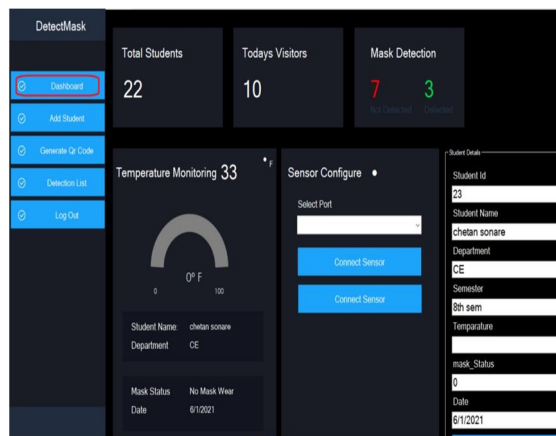 DetectMask
Dashboard
Add Student
Generate Qr Code
Detection List
Log Out
Total Students
22
Todays Visitors
10
Mask Detection
7 3
Not Detected Detected
Temperature Monitoring 33 ° F
0° F
0 100
Student Name: chetan sonare
Department CE
Mask Status No Mask Wear
Date 6/1/2021
Sensor Configure
Select Port
Connect Sensor
Connect Sensor
Student Details
Student Id
23
Student Name
chetan sonare
Department
CE
Semester
8th sem
Temparature
mask_Status
0
Date
6/1/2021